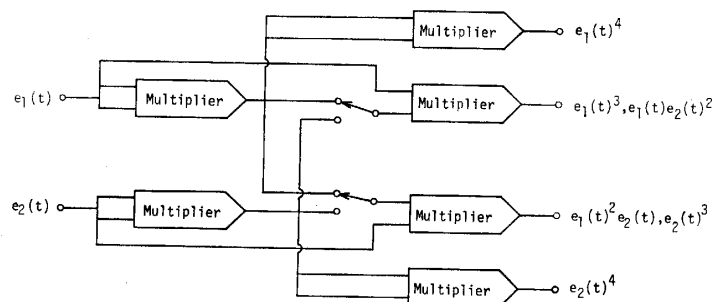 Multiplier
e₁(t)⁴
e₁(t)
Multiplier
Multiplier
e₁(t)³,e₁(t)e₂(t)²
e₂(t)
Multiplier
Multiplier
e₁(t)²e₂(t),e₂(t)³
Multiplier
e₂(t)⁴